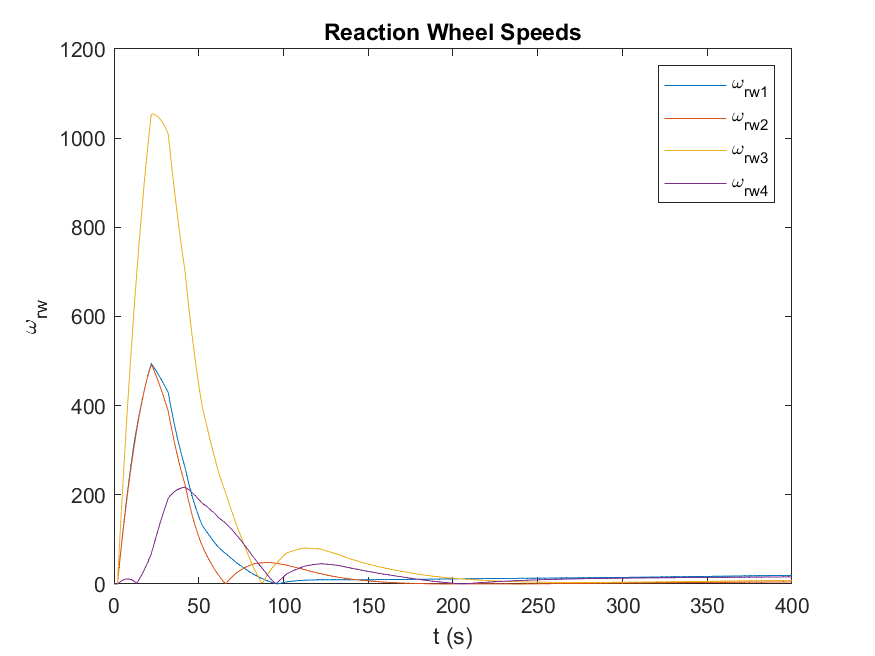 Reaction Wheel Speeds
1200
1000
800
600
400
200
0
ω_rw
ω_rw1
ω_rw2
ω_rw3
ω_rw4
0 50 100 150 200 250 300 350 400
t (s)